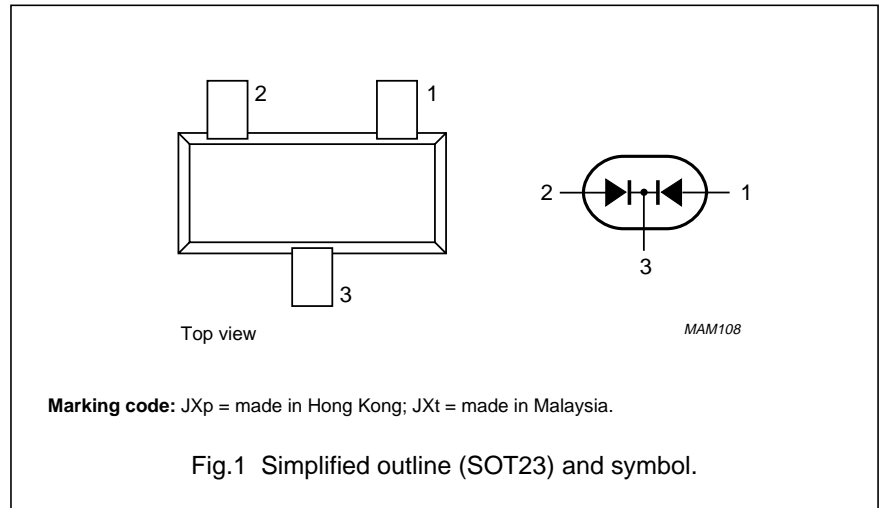 2
1
3
Top view
2
1
3
MAM108
Marking code: JXp = made in Hong Kong; JXt = made in Malaysia.
Fig.1 Simplified outline (SOT23) and symbol.